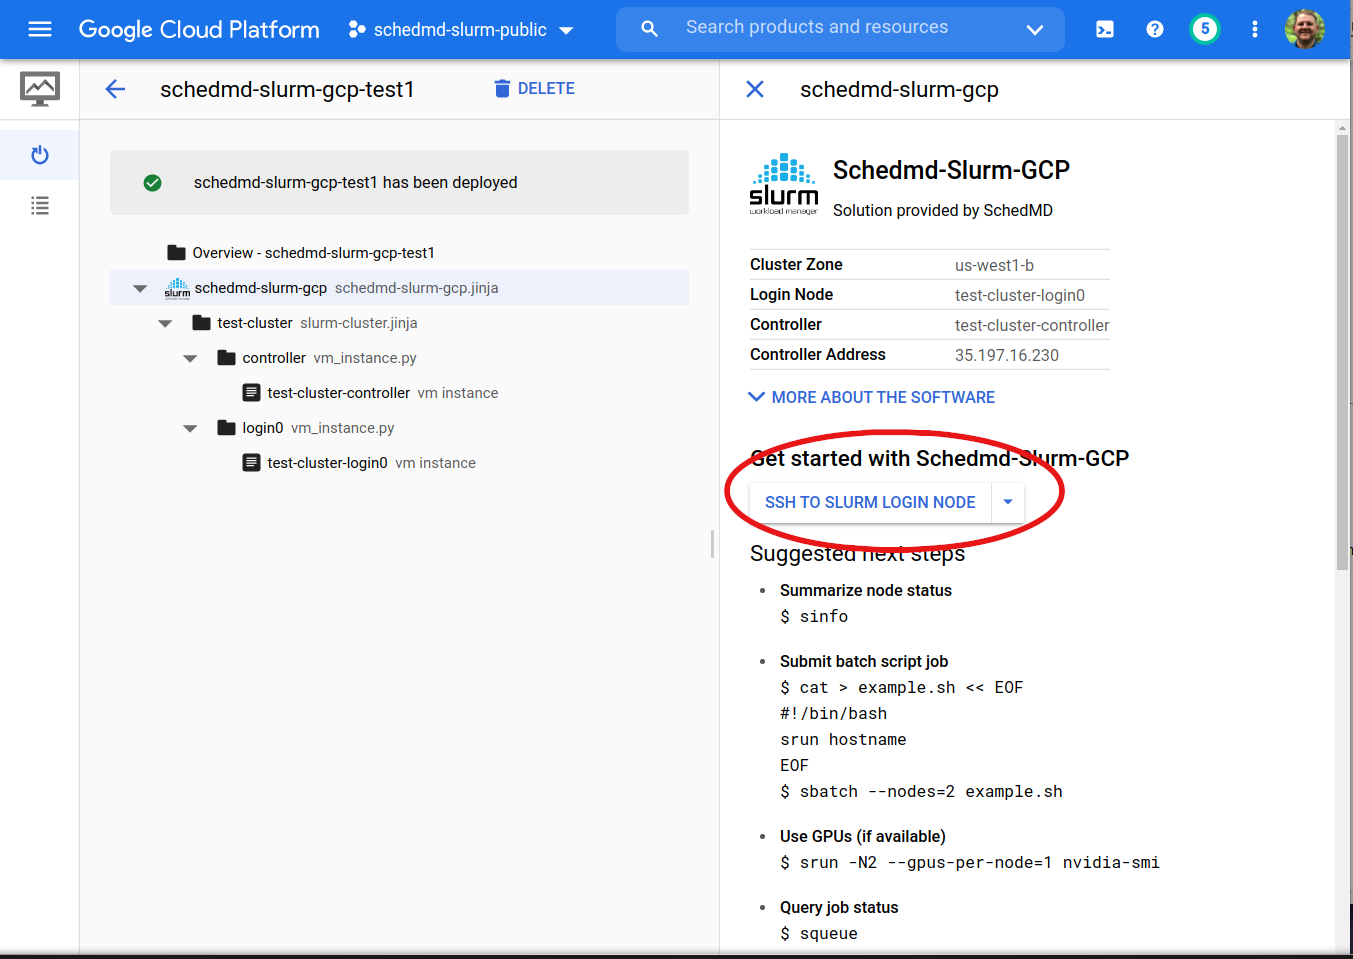 Google Cloud Platform
schedmd-slurm-public
Search products and resources
5
schedmd-slurm-gcp-test1
DELETE
schedmd-slurm-gcp-test1 has been deployed
Overview - schedmd-slurm-gcp-test1
slurm schedmd-slurm-gcp schedmd-slurm-gcp.jinja
test-cluster slurm-cluster.jinja
controller vm_instance.py
test-cluster-controller vm instance
login0 vm_instance.py
test-cluster-login0 vm instance
schedmd-slurm-gcp
slurm
workload manager
Schedmd-Slurm-GCP
Solution provided by SchedMD
Cluster Zone us-west1-b
Login Node test-cluster-login0
Controller test-cluster-controller
Controller Address 35.197.16.230
MORE ABOUT THE SOFTWARE
Get started with Schedmd-Slurm-GCP
SSH TO SLURM LOGIN NODE
Suggested next steps
• Summarize node status
$ sinfo
• Submit batch script job
$ cat > example.sh << EOF
#!/bin/bash
srun hostname
EOF
$ sbatch --nodes=2 example.sh
• Use GPUs (if available)
$ srun -N2 --gpus-per-node=1 nvidia-smi
• Query job status
$ squeue